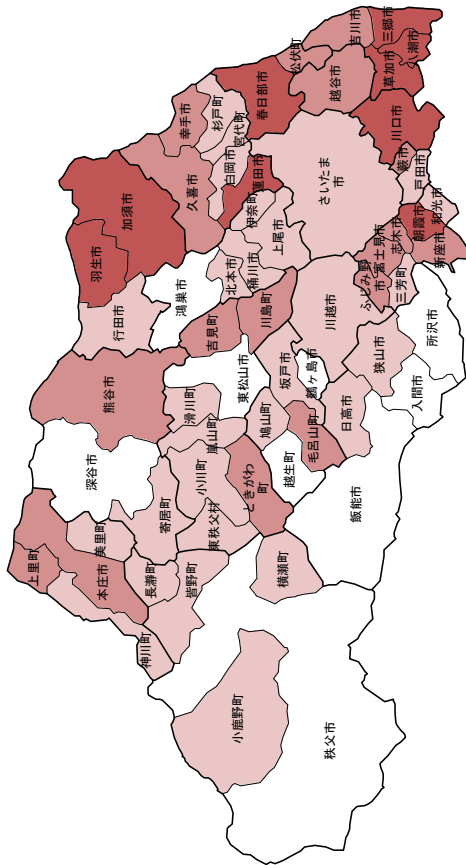 上里町
神川町
本庄市
美里町
深谷市
熊谷市
行田市
羽生市
加須市
長瀞町
皆野町
寄居町
小川町
東秩父村
滑川町
嵐山町
小鹿野町
秩父市
横瀬町
ときがわ
町
鳩山町
越生町
毛呂山町
東松山市
吉見町
川島町
鴻巣市
北本市
桶川市
上尾市
伊奈町
久喜市
幸手市
杉戸町
宮代町
白岡市
蓮田市
春日部市
松伏町
坂戸市
鶴ヶ島市
川越市
日高市
飯能市
狭山市
入間市
所沢市
ふじみ野
市
富士見市
三芳町
志木市
新座市
朝霞市
和光市
さいたま
市
戸田市
蕨市
川口市
越谷市
草加市
八潮市
三郷市
吉川市